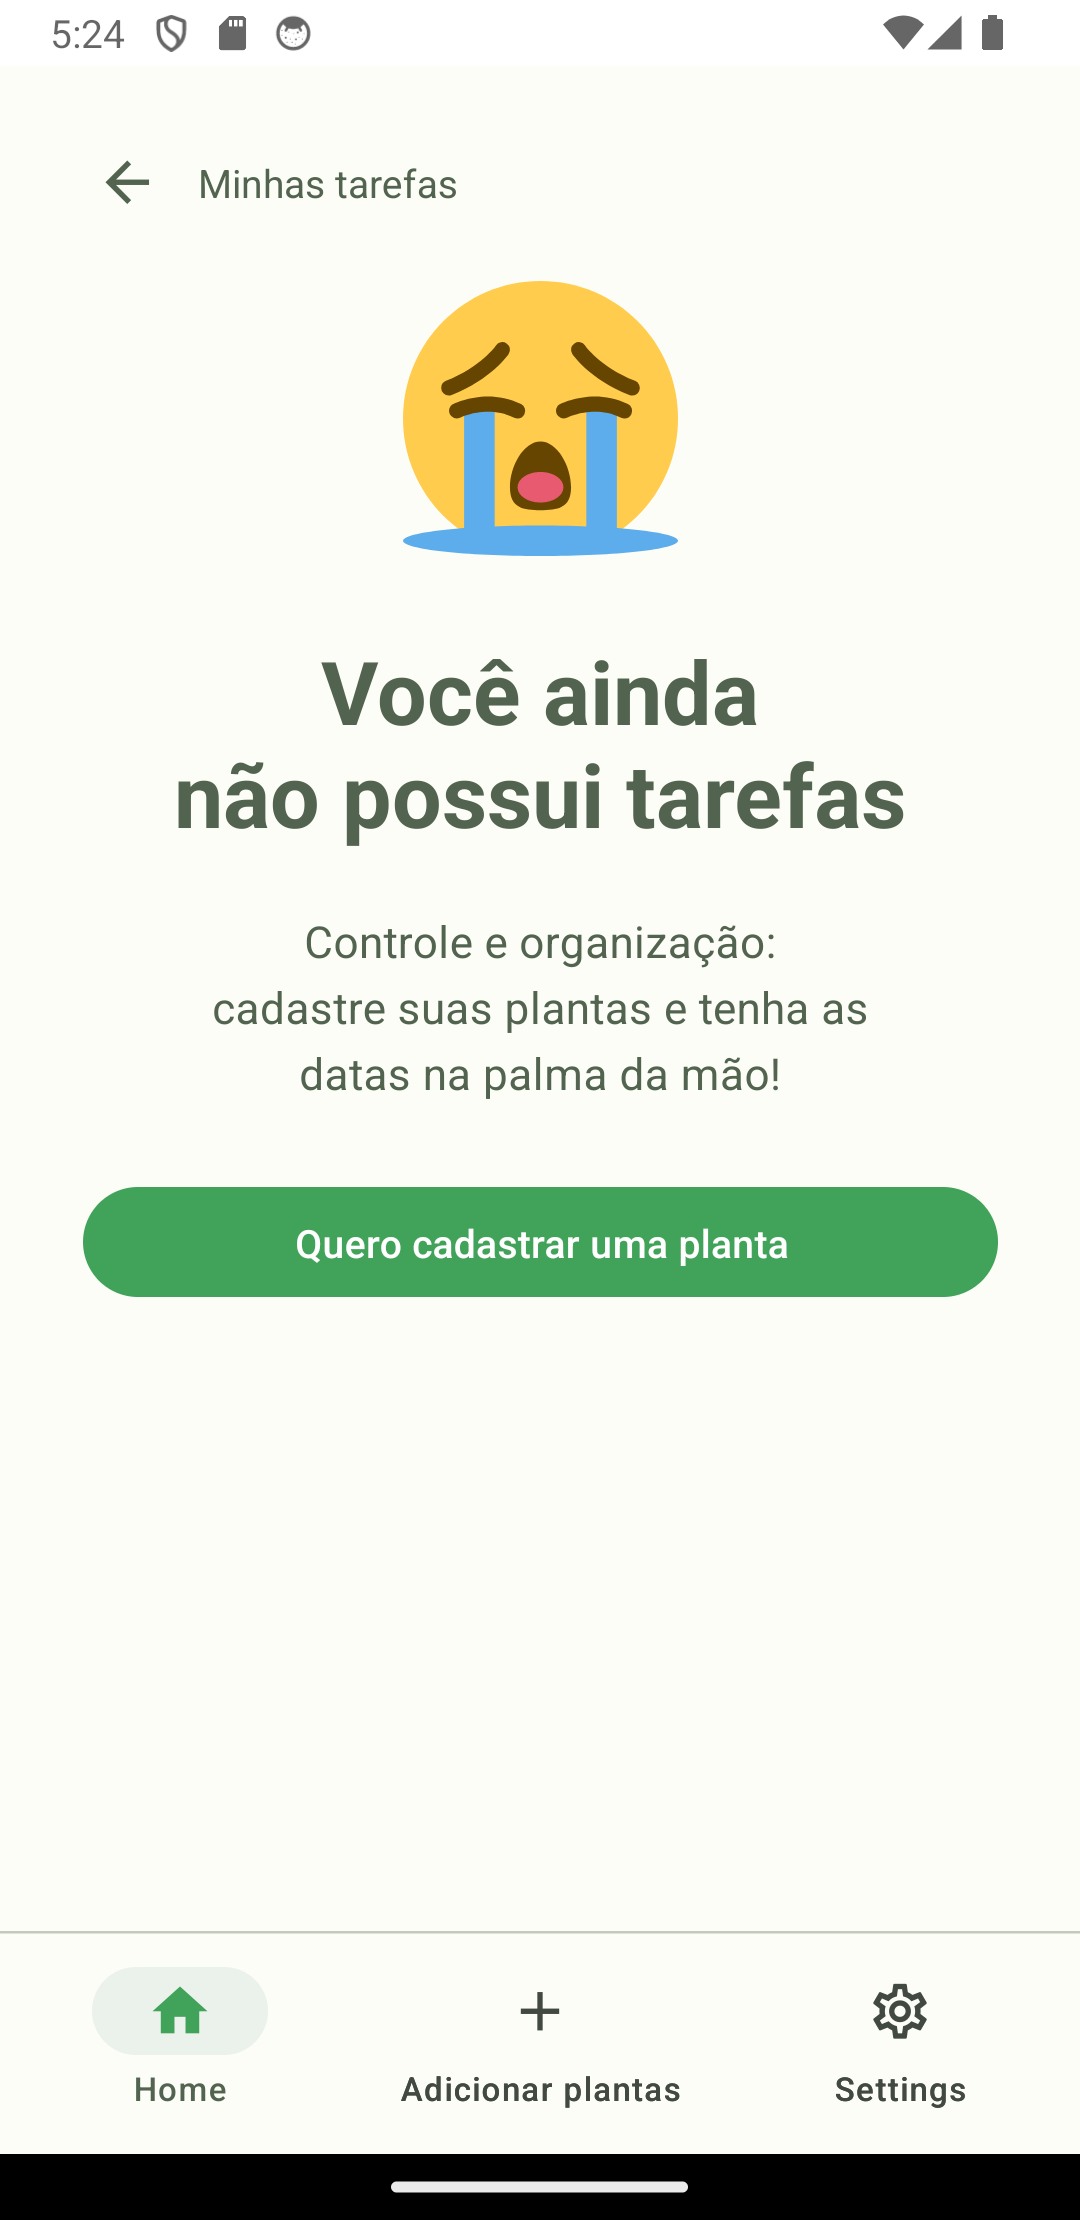 5:24
Minhas tarefas
Você ainda
não possui tarefas
Controle e organização:
cadastre suas plantas e tenha as
datas na palma da mão!
Quero cadastrar uma planta
Home
Adicionar plantas
Settings